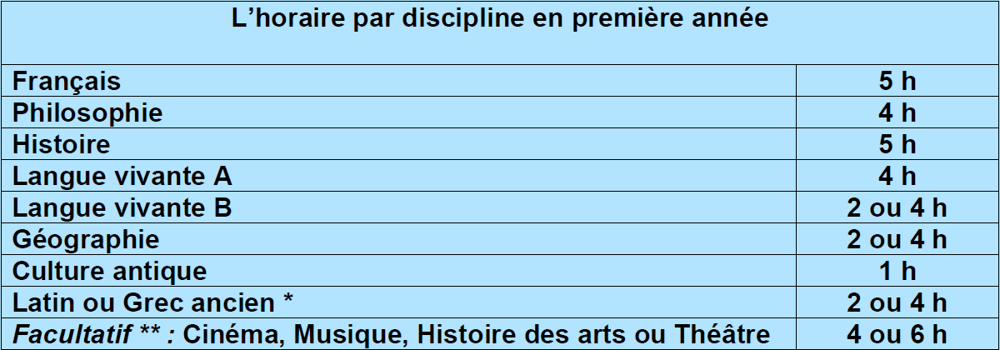 L’horaire par discipline en première année
Français 5 h
Philosophie 4 h
Histoire 5 h
Langue vivante A 4 h
Langue vivante B 2 ou 4 h
Géographie 2 ou 4 h
Culture antique 1 h
Latin ou Grec ancien * 2 ou 4 h
Facultatif ** : Cinéma, Musique, Histoire des arts ou Théâtre 4 ou 6 h